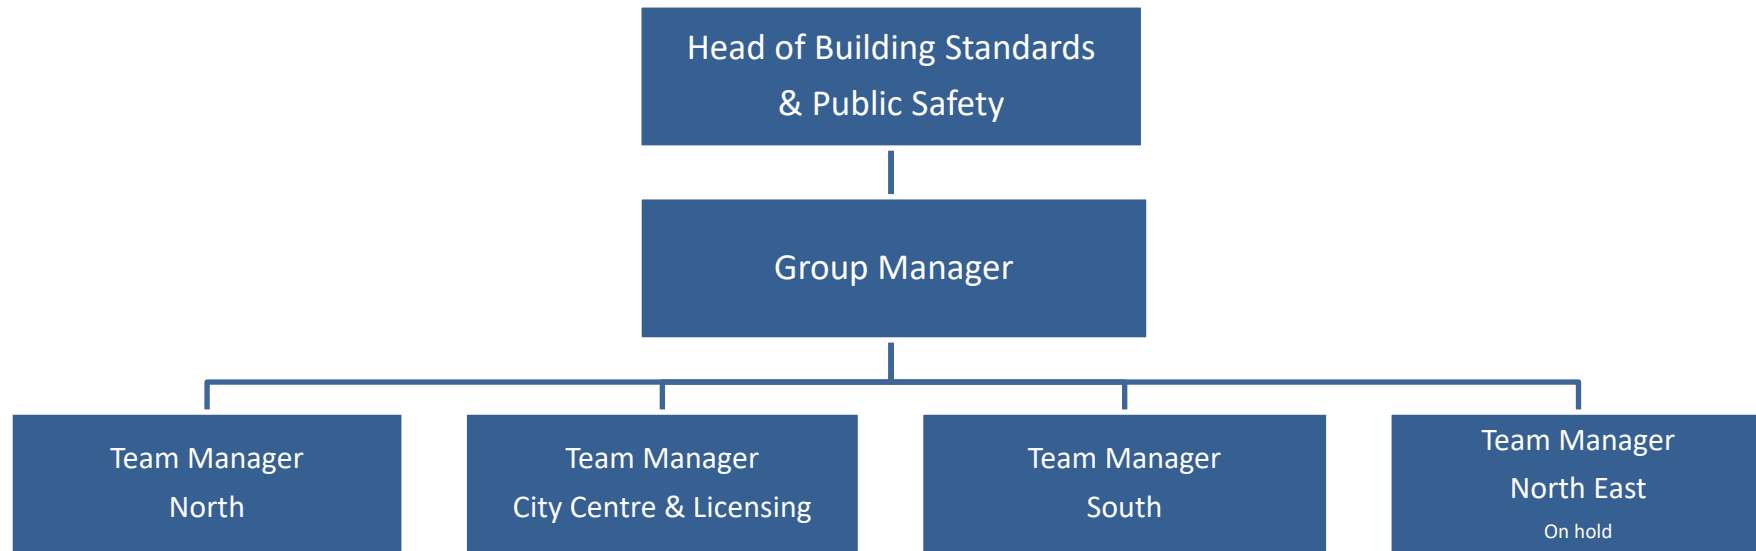 Head of Building Standards
& Public Safety
Group Manager
Team Manager
North
Team Manager
City Centre & Licensing
Team Manager
South
Team Manager
North East
On hold